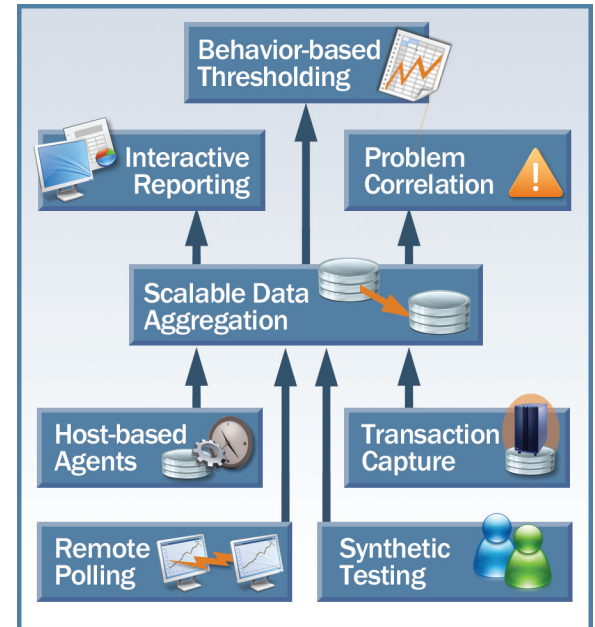 Behavior-based
Thresholding
Interactive
Reporting
Problem
Correlation
Scalable Data
Aggregation
Host-based
Agents
Transaction
Capture
Remote
Polling
Synthetic
Testing